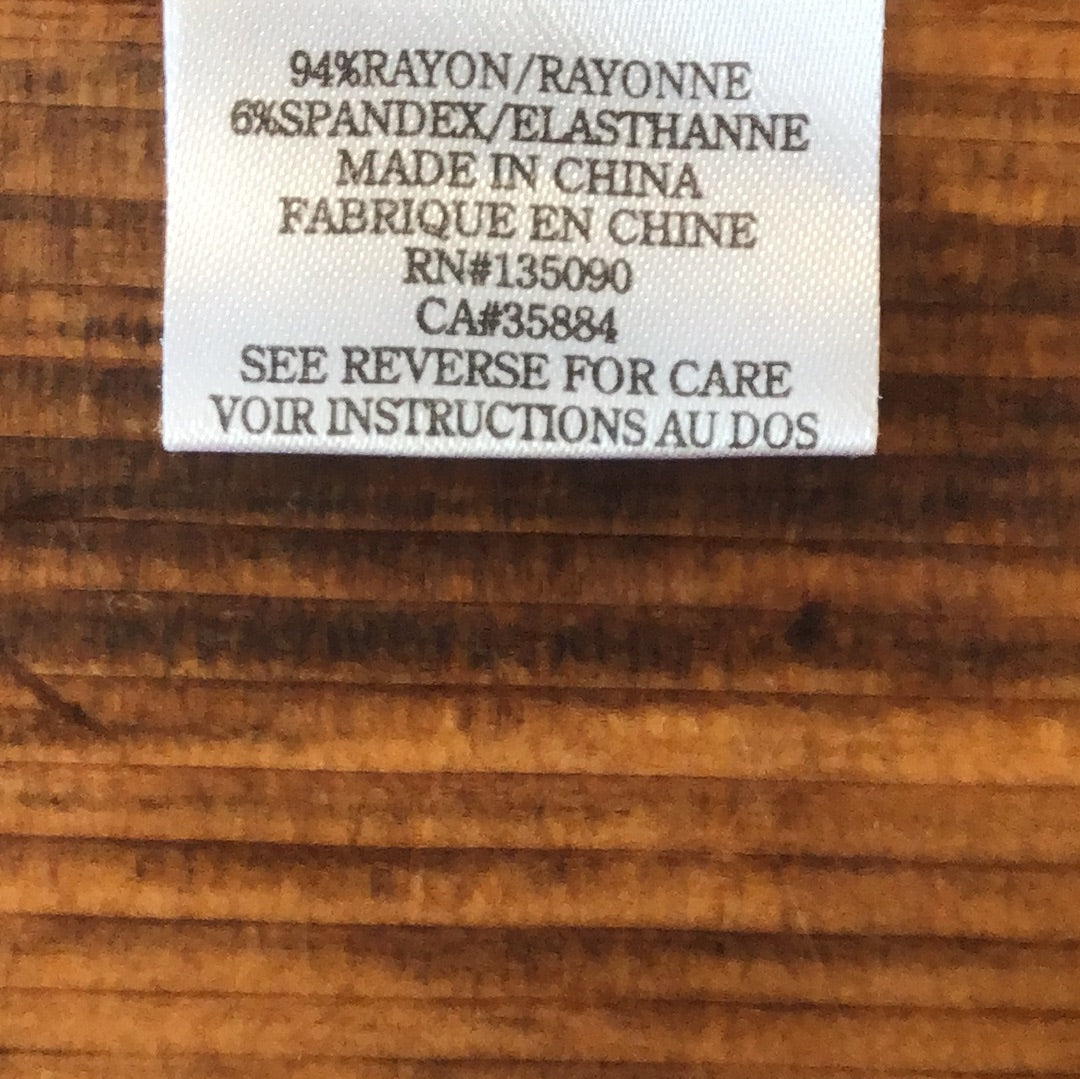 94%RAYON/RAYONNE
6%SPANDEX/ELASTHANNE
MADE IN CHINA
FABRIQUE EN CHINE
RN#135090
CA#35884
SEE REVERSE FOR CARE
VOIR INSTRUCTIONS AU DOS